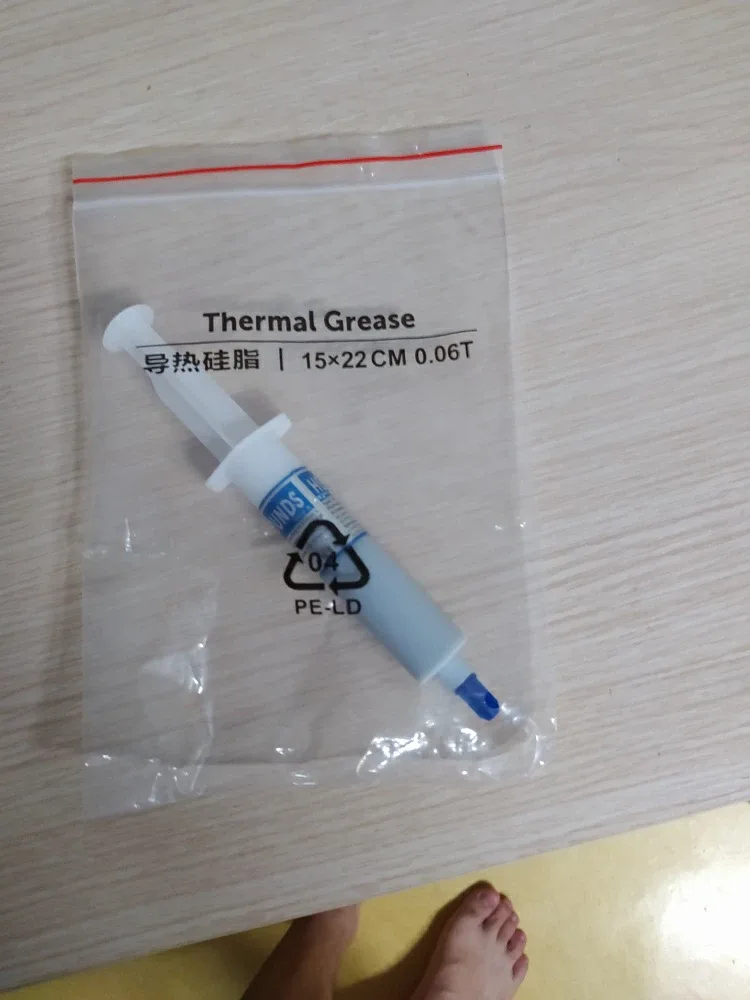 Thermal Grease
导热硅脂 | 15×22CM 0.06T
04
PE-LD